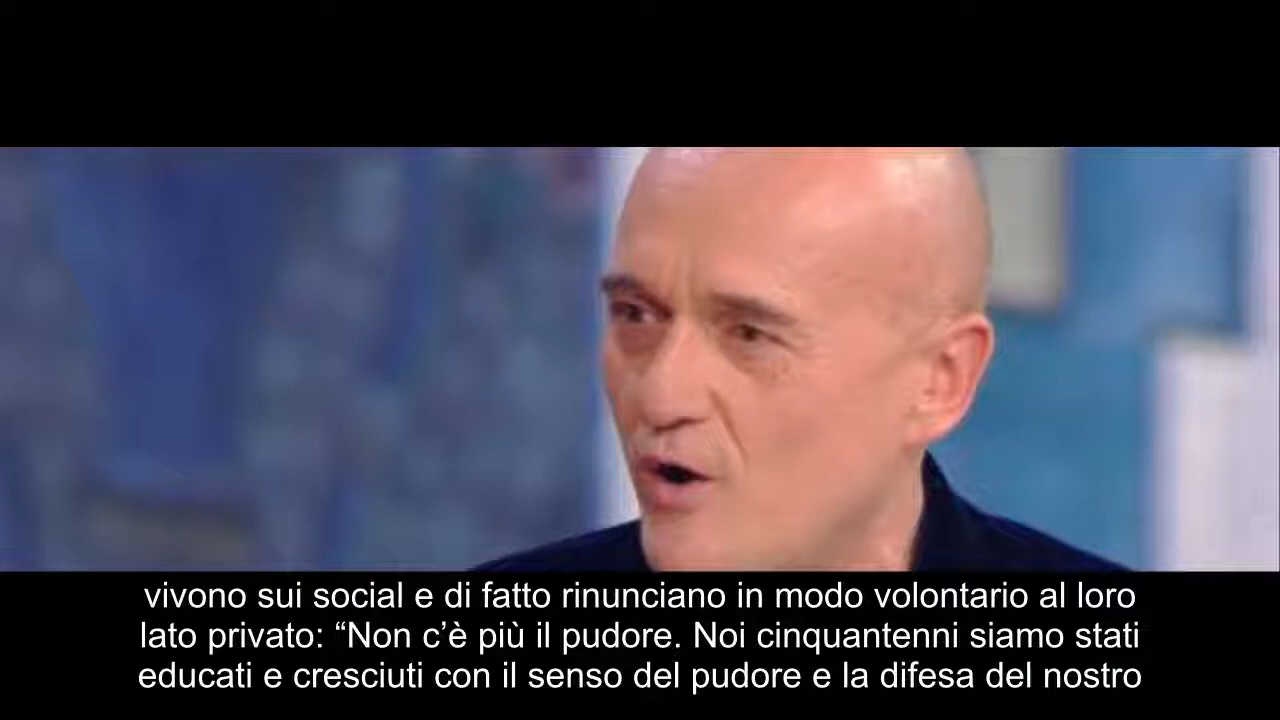 vivono sui social e di fatto rinunciano in modo volontario al loro
lato privato: “Non c’è più il pudore. Noi cinquantenni siamo stati
educati e cresciuti con il senso del pudore e la difesa del nostro